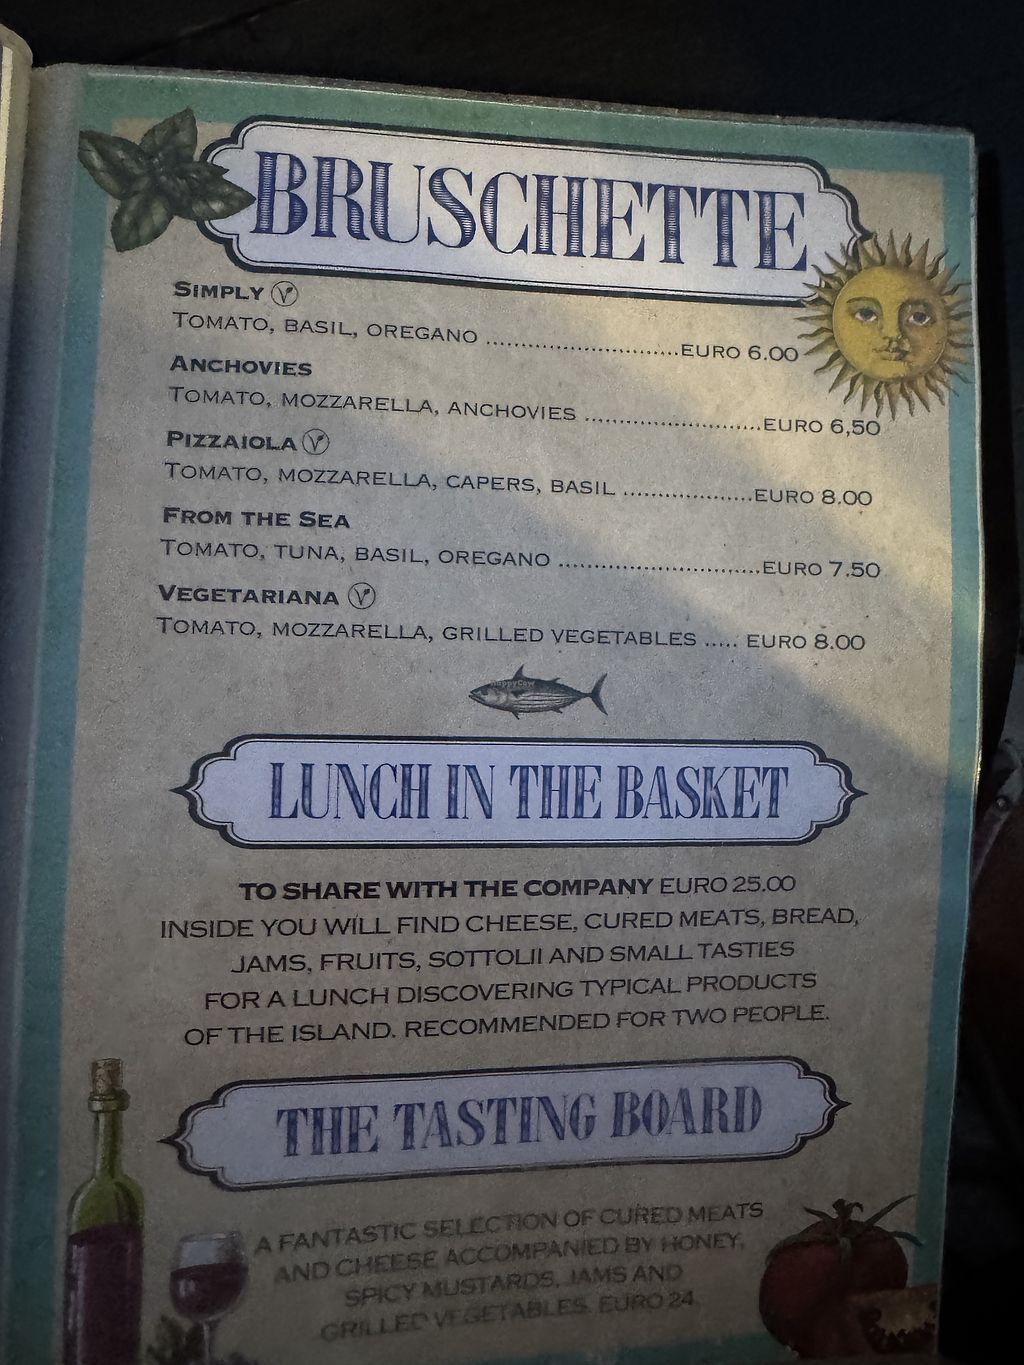 BRUSCHETTE
SIMPLY V
TOMATO, BASIL, OREGANO ............................EURO 6.00
ANCHOVIES
TOMATO, MOZZARELLA, ANCHOVIES .........................EURO 6,50
PIZZAIOLA V
TOMATO, MOZZARELLA, CAPERS, BASIL ...................EURO 8.00
FROM THE SEA
TOMATO, TUNA, BASIL, OREGANO .............................EURO 7.50
VEGETARIANA V
TOMATO, MOZZARELLA, GRILLED VEGETABLES ..... EURO 8.00
HappyCow
LUNCH IN THE BASKET
TO SHARE WITH THE COMPANY EURO 25.00
INSIDE YOU WILL FIND CHEESE, CURED MEATS, BREAD,
JAMS, FRUITS, SOTTOLII AND SMALL TASTIES
FOR A LUNCH DISCOVERING TYPICAL PRODUCTS
OF THE ISLAND. RECOMMENDED FOR TWO PEOPLE.
THE TASTING BOARD
A FANTASTIC SELECTION OF CURED MEATS
AND CHEESE ACCOMPANIED BY HONEY,
SPICY MUSTARDS, JAMS AND
GRILLED VEGETABLES. EURO 24